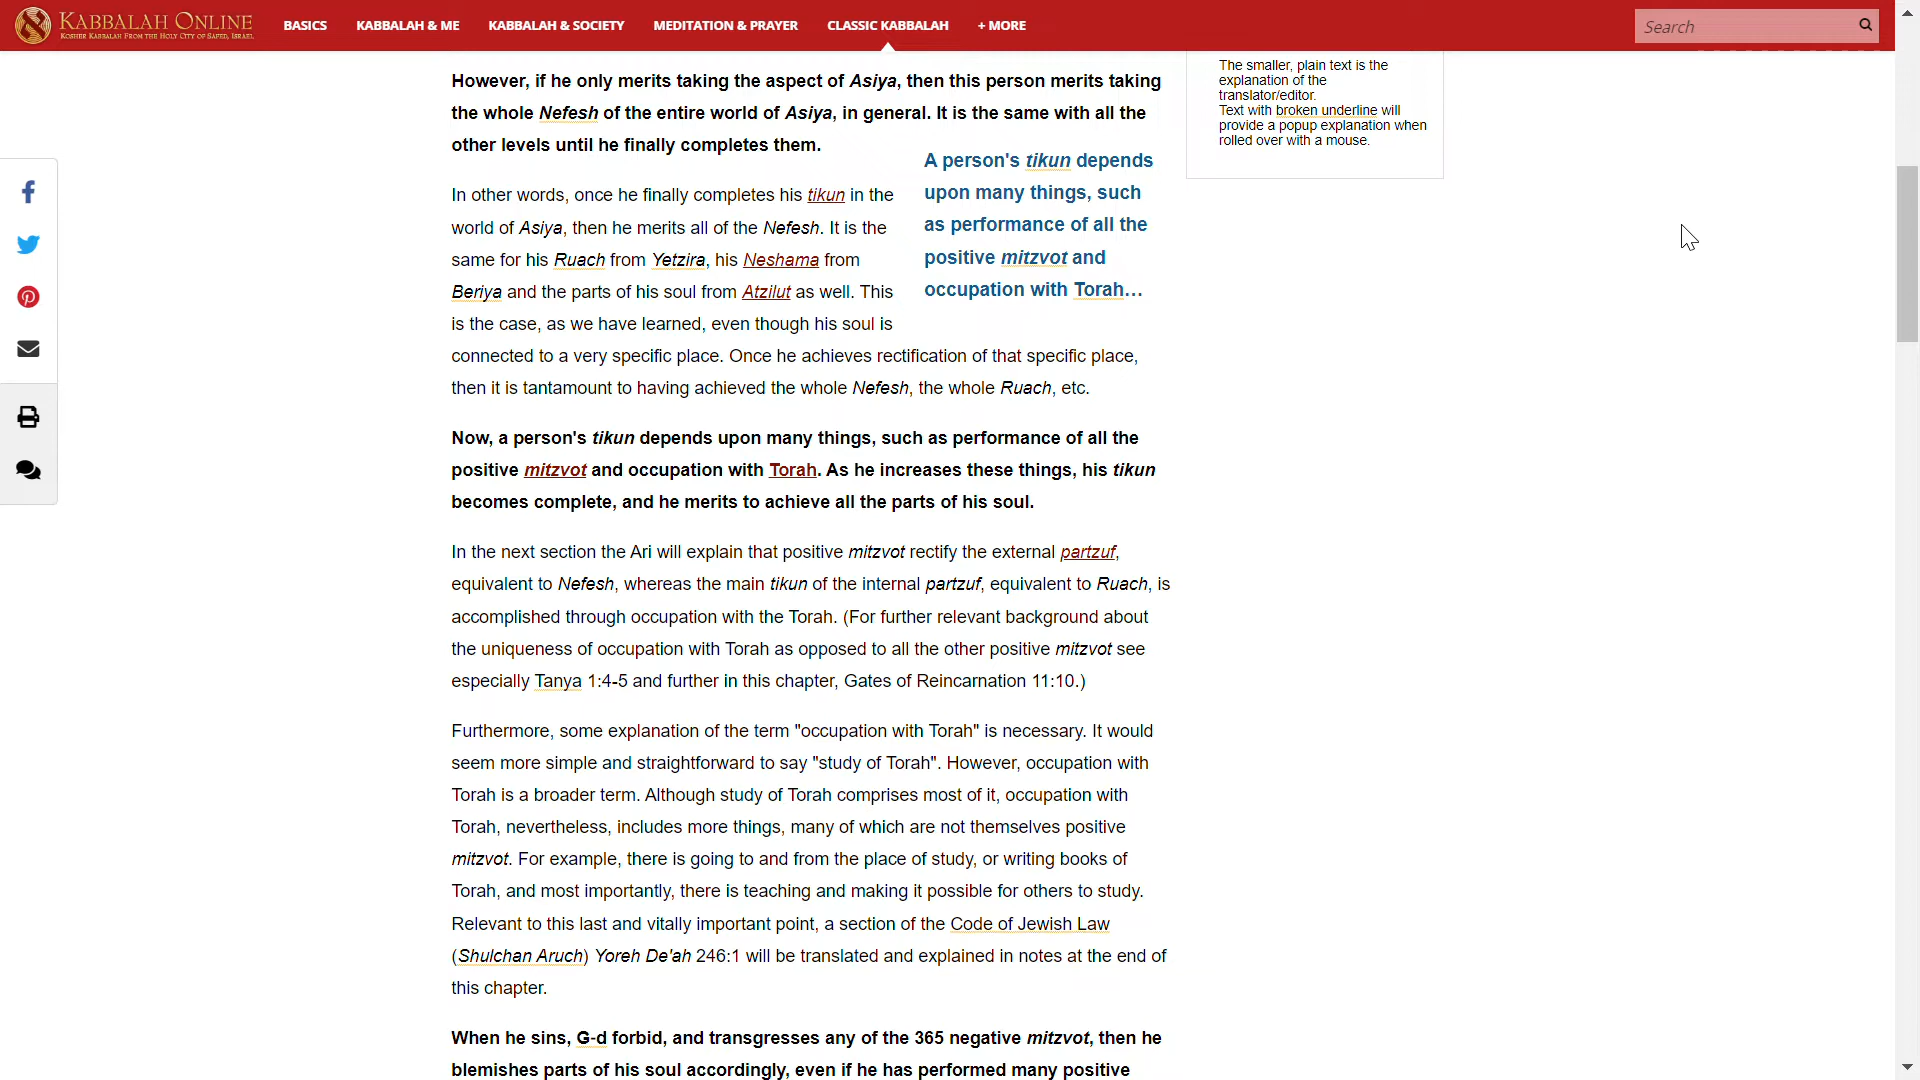 KABBALAH ONLINE
KOSHER KABBALAH FROM THE HOLY CITY OF SAFED, ISRAEL
BASICS
KABBALAH & ME
KABBALAH & SOCIETY
MEDITATION & PRAYER
CLASSIC KABBALAH
+ MORE
Search
However, if he only merits taking the aspect of Asiya, then this person merits taking
the whole Nefesh of the entire world of Asiya, in general. It is the same with all the
other levels until he finally completes them.
A person's tikun depends
upon many things, such
as performance of all the
positive mitzvot and
occupation with Torah…
In other words, once he finally completes his tikun in the
world of Asiya, then he merits all of the Nefesh. It is the
same for his Ruach from Yetzira, his Neshama from
Beriya and the parts of his soul from Atzilut as well. This
is the case, as we have learned, even though his soul is
connected to a very specific place. Once he achieves rectification of that specific place,
then it is tantamount to having achieved the whole Nefesh, the whole Ruach, etc.
Now, a person's tikun depends upon many things, such as performance of all the
positive mitzvot and occupation with Torah. As he increases these things, his tikun
becomes complete, and he merits to achieve all the parts of his soul.
In the next section the Ari will explain that positive mitzvot rectify the external partzuf,
equivalent to Nefesh, whereas the main tikun of the internal partzuf, equivalent to Ruach, is
accomplished through occupation with the Torah. (For further relevant background about
the uniqueness of occupation with Torah as opposed to all the other positive mitzvot see
especially Tanya 1:4-5 and further in this chapter, Gates of Reincarnation 11:10.)
Furthermore, some explanation of the term "occupation with Torah" is necessary. It would
seem more simple and straightforward to say "study of Torah". However, occupation with
Torah is a broader term. Although study of Torah comprises most of it, occupation with
Torah, nevertheless, includes more things, many of which are not themselves positive
mitzvot. For example, there is going to and from the place of study, or writing books of
Torah, and most importantly, there is teaching and making it possible for others to study.
Relevant to this last and vitally important point, a section of the Code of Jewish Law
(Shulchan Aruch) Yoreh De'ah 246:1 will be translated and explained in notes at the end of
this chapter.
When he sins, G-d forbid, and transgresses any of the 365 negative mitzvot, then he
blemishes parts of his soul accordingly, even if he has performed many positive
The smaller, plain text is the
explanation of the
translator/editor.
Text with broken underline will
provide a popup explanation when
rolled over with a mouse.